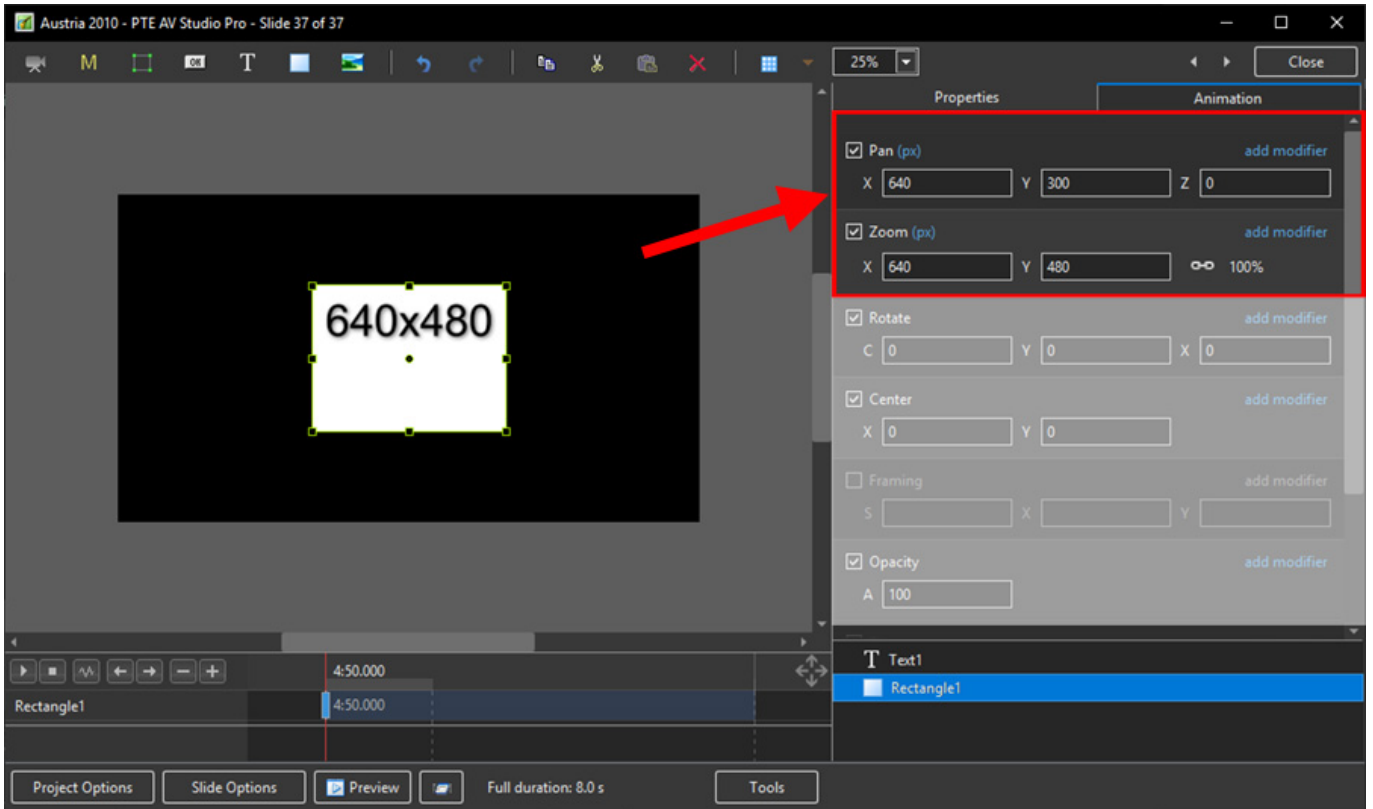 Austria 2010 - PTE AV Studio Pro - Slide 37 of 37
M OK T 25% Close
Properties Animation
Pan (px) add modifier
X 640 Y 300 Z 0
Zoom (px) add modifier
X 640 Y 480 100%
640x480
Rotate add modifier
C 0 Y 0 X 0
Center add modifier
X 0 Y 0
Framing add modifier
S X Y
Opacity add modifier
A 100
4:50.000
Rectangle1 4:50.000
T Text1
Rectangle1
Project Options Slide Options Preview Full duration: 8.0 s Tools